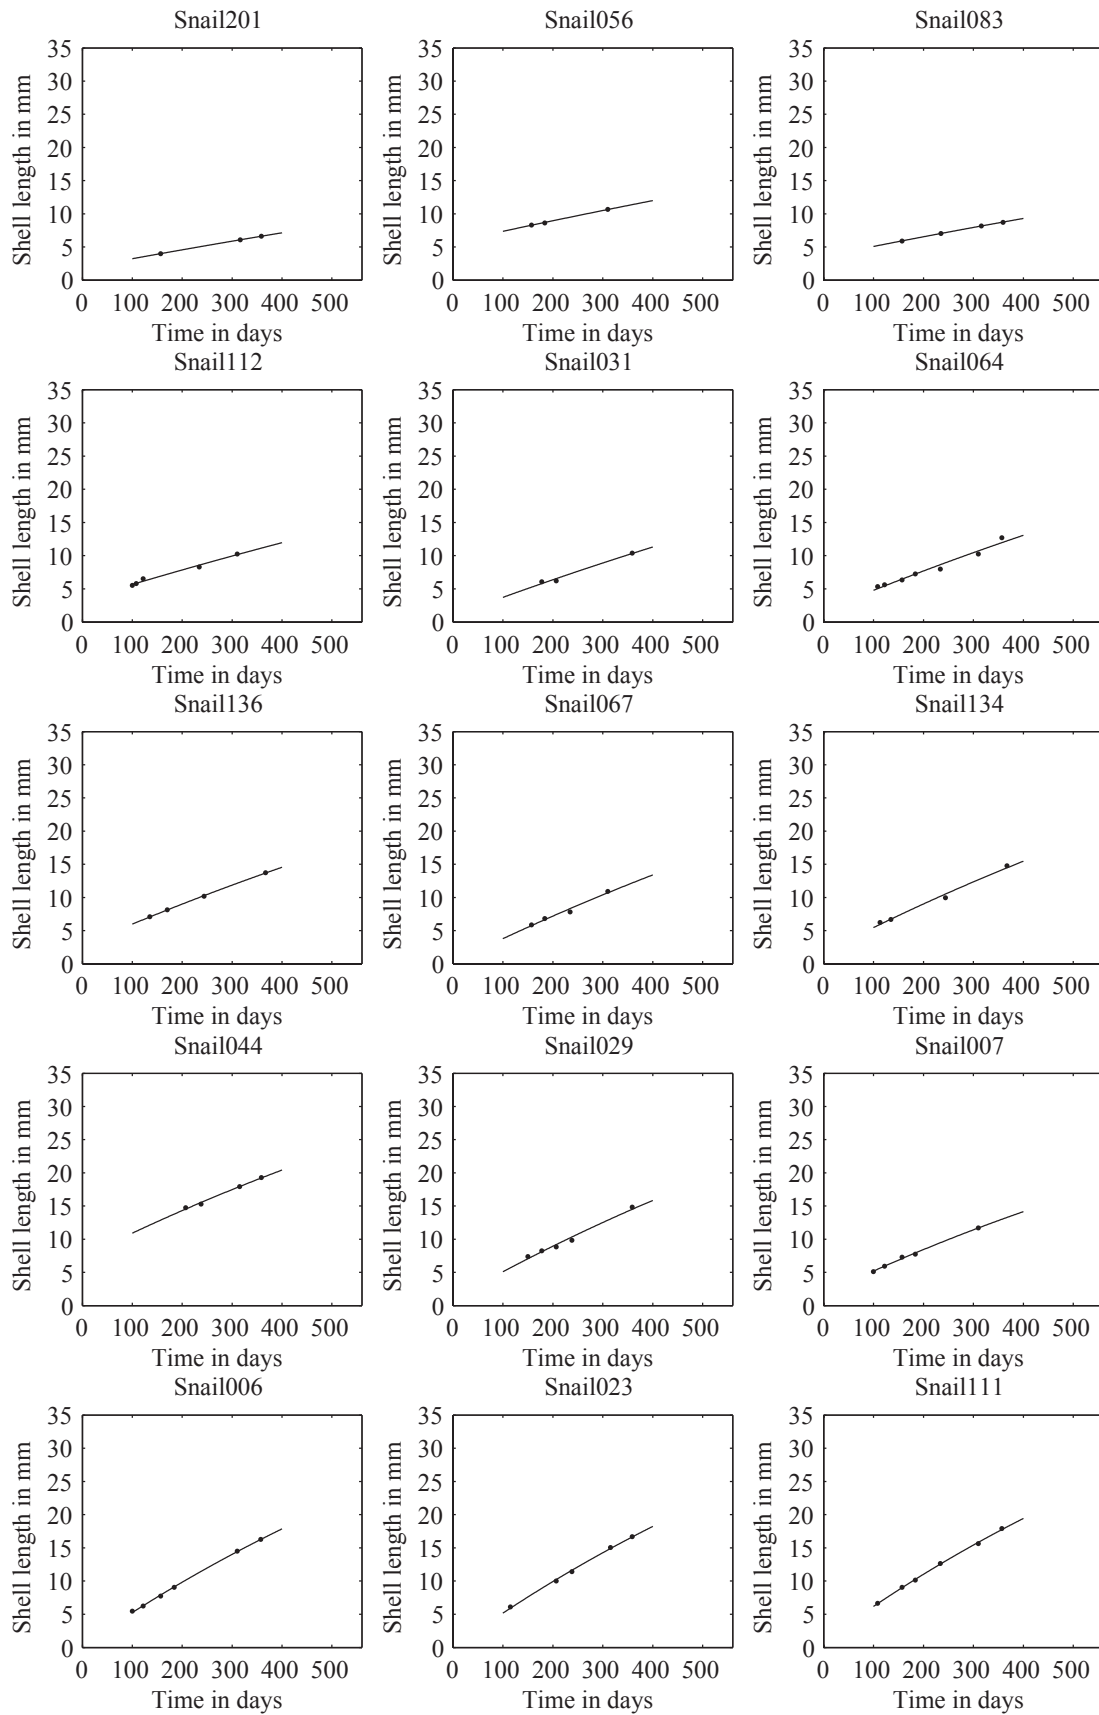 Snail201 Snail056 Snail083
35 35 35
30 30 30
25 25 25
20 20 20
15 15 15
10 10 10
5 5 5
0 0 0
Shell length in mm Shell length in mm Shell length in mm
0 100 200 300 400 500 0 100 200 300 400 500 0 100 200 300 400 500
Time in days Time in days Time in days
Snail112 Snail031 Snail064
35 35 35
30 30 30
25 25 25
20 20 20
15 15 15
10 10 10
5 5 5
0 0 0
Shell length in mm Shell length in mm Shell length in mm
0 100 200 300 400 500 0 100 200 300 400 500 0 100 200 300 400 500
Time in days Time in days Time in days
Snail136 Snail067 Snail134
35 35 35
30 30 30
25 25 25
20 20 20
15 15 15
10 10 10
5 5 5
0 0 0
Shell length in mm Shell length in mm Shell length in mm
0 100 200 300 400 500 0 100 200 300 400 500 0 100 200 300 400 500
Time in days Time in days Time in days
Snail044 Snail029 Snail007
35 35 35
30 30 30
25 25 25
20 20 20
15 15 15
10 10 10
5 5 5
0 0 0
Shell length in mm Shell length in mm Shell length in mm
0 100 200 300 400 500 0 100 200 300 400 500 0 100 200 300 400 500
Time in days Time in days Time in days
Snail006 Snail023 Snail111
35 35 35
30 30 30
25 25 25
20 20 20
15 15 15
10 10 10
5 5 5
0 0 0
Shell length in mm Shell length in mm Shell length in mm
0 100 200 300 400 500 0 100 200 300 400 500 0 100 200 300 400 500
Time in days Time in days Time in days